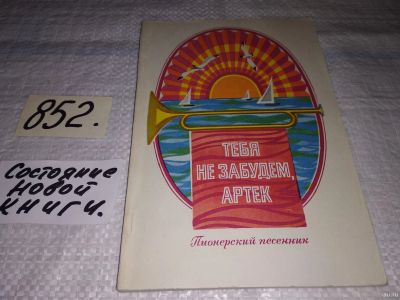 852.
Состояние
Новой
книги.
ТЕБЯ
НЕ ЗАБУДЕМ,
АРТЕК
Пионерский песенник